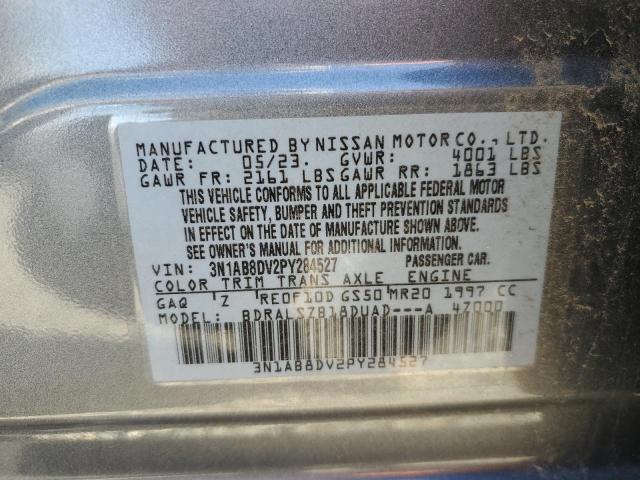 MANUFACTURED BY NISSAN MOTOR CO., LTD.
DATE: 05/23. GVWR: 4001 LBS
GAWR FR: 2161 LBS GAWR RR: 1863 LBS
THIS VEHICLE CONFORMS TO ALL APPLICABLE FEDERAL MOTOR
VEHICLE SAFETY, BUMPER AND THEFT PREVENTION STANDARDS
IN EFFECT ON THE DATE OF MANUFACTURE SHOWN ABOVE.
SEE OWNER'S MANUAL FOR ADDITIONAL INFORMATION.
VIN: 3N1AB8DV2PY284527 PASSENGER CAR.
COLOR TRIM TRANS AXLE ENGINE
GAQ Z RE0F10D GS50 MR20 1997 CC
MODEL: BDRALSZB18DUAD---A 4Z000
3N1AB8DV2PY284527